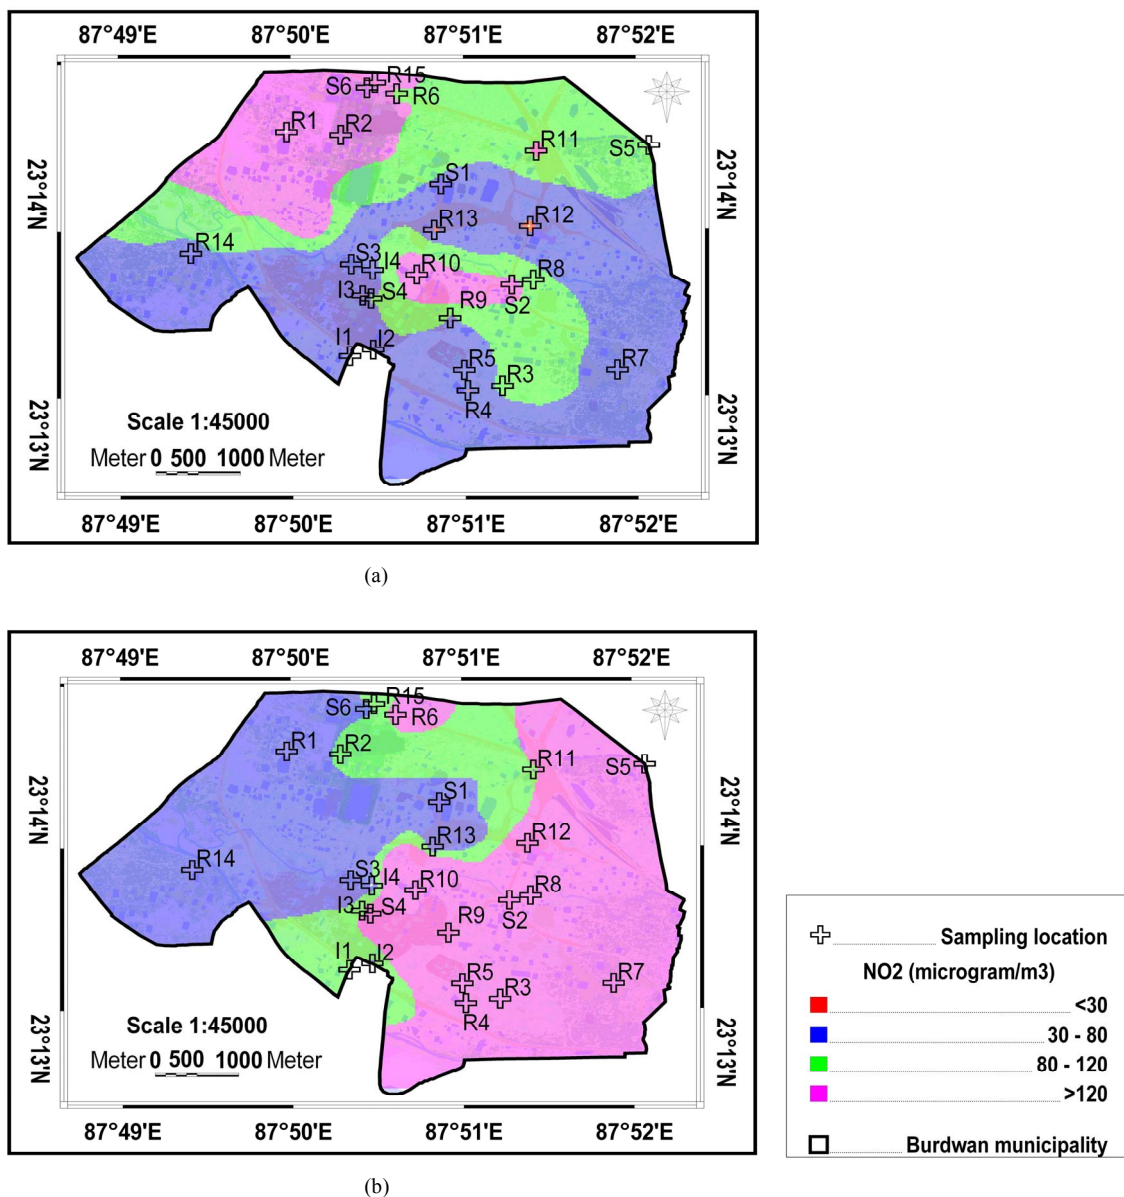 87°49'E 87°50'E 87°51'E 87°52'E
R15
S6
R6
R1 R2
R11
S5
S1
23°14'N 23°14'N
R13 R12
R14
S3 I4 R10 R8
I3 S4 S2
R9
I1 I2
R5 R3 R7
R4
23°13'N 23°13'N
Scale 1:45000
Meter 0 500 1000 Meter
87°49'E 87°50'E 87°51'E 87°52'E
(a)
87°49'E 87°50'E 87°51'E 87°52'E
R15
S6
R6
R1 R2
R11
S5
S1
23°14'N 23°14'N
R13 R12
R14
S3 I4 R10 R8
I3 S4 S2
R9
I1 I2
R5 R3 R7
R4
23°13'N 23°13'N
Scale 1:45000
Meter 0 500 1000 Meter
87°49'E 87°50'E 87°51'E 87°52'E
(b)
Sampling location
NO2 (microgram/m3)
<30
30 - 80
80 - 120
>120
Burdwan municipality